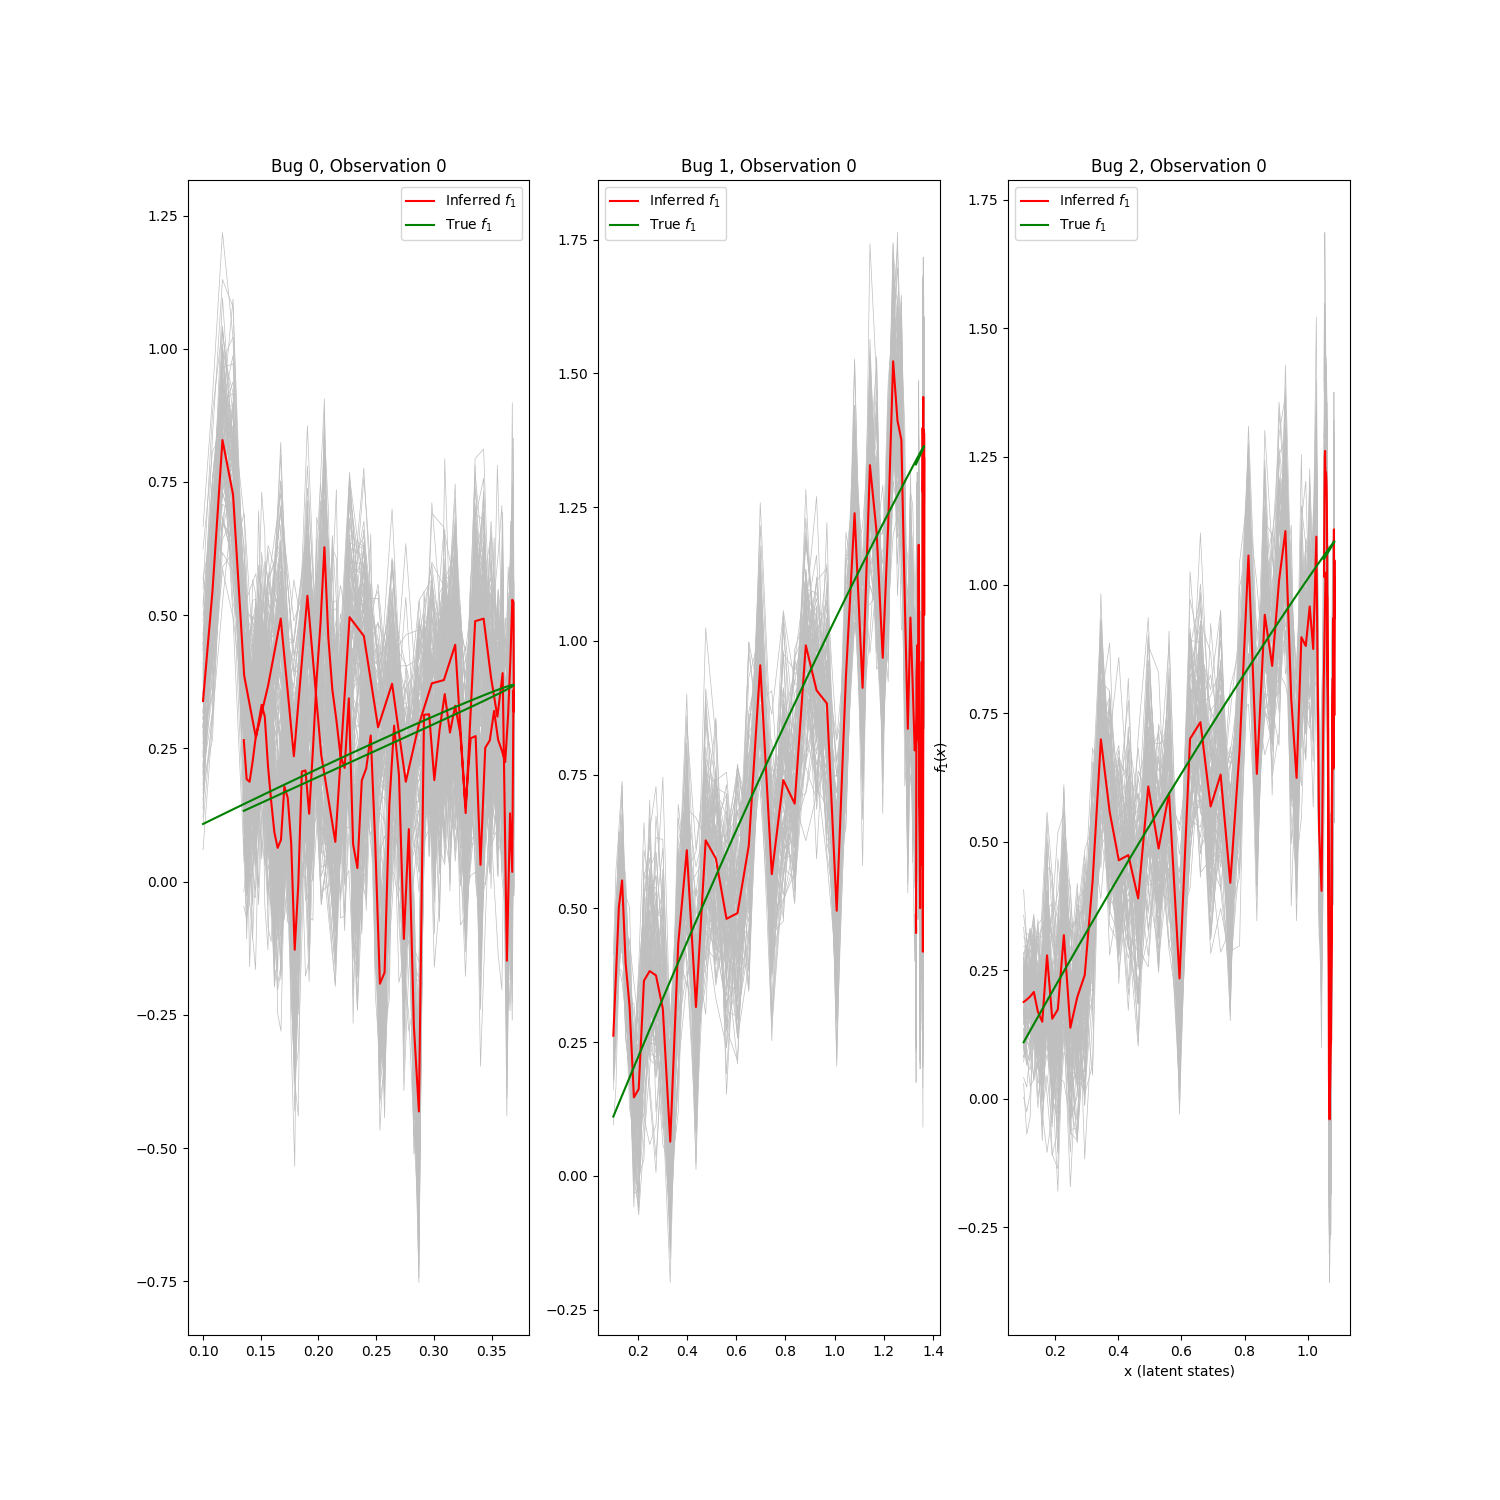 Bug 0, Observation 0
Inferred f₁
True f₁
1.25
1.00
0.75
0.50
0.25
0.00
−0.25
−0.50
−0.75
0.10 0.15 0.20 0.25 0.30 0.35
Bug 1, Observation 0
Inferred f₁
True f₁
1.75
1.50
1.25
1.00
0.75
0.50
0.25
0.00
−0.25
0.2 0.4 0.6 0.8 1.0 1.2 1.4
Bug 2, Observation 0
Inferred f₁
True f₁
f₁(x)
1.75
1.50
1.25
1.00
0.75
0.50
0.25
0.00
−0.25
0.2 0.4 0.6 0.8 1.0
x (latent states)